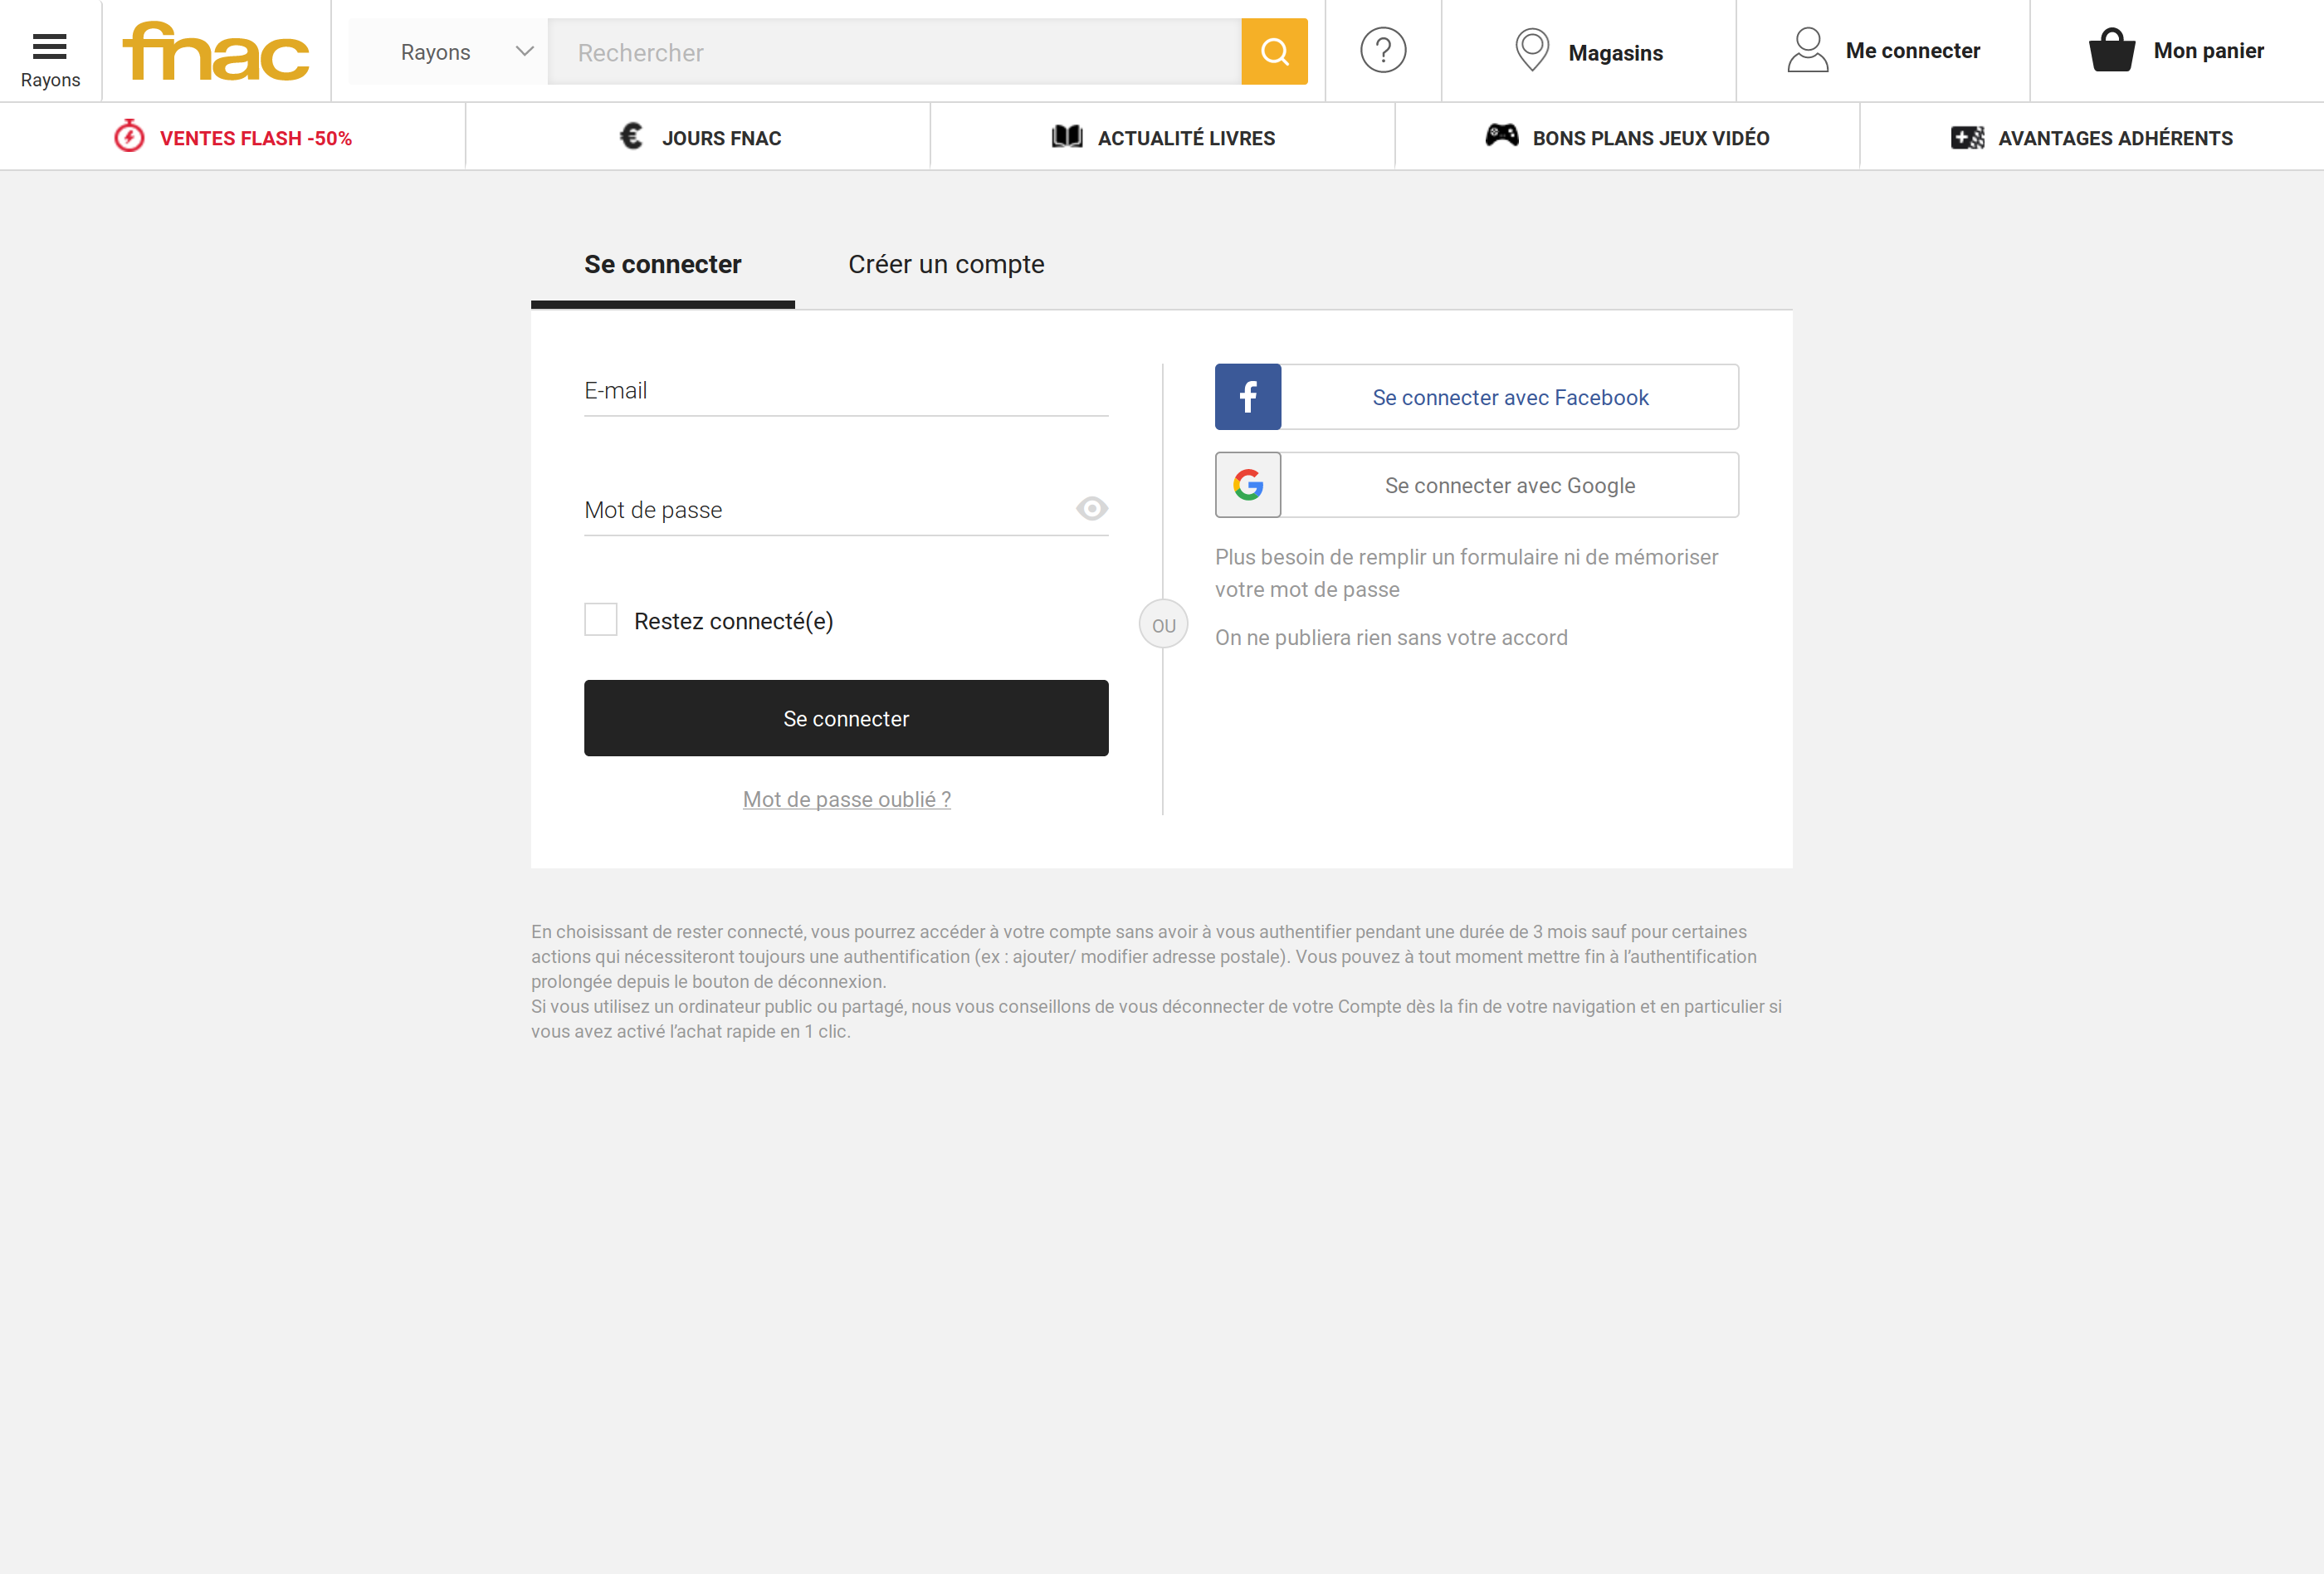 Rayons
fnac
Rayons
Rechercher
?
Magasins
Me connecter
Mon panier
VENTES FLASH -50%
€ JOURS FNAC
ACTUALITÉ LIVRES
BONS PLANS JEUX VIDÉO
AVANTAGES ADHÉRENTS
Se connecter
Créer un compte
E-mail
Mot de passe
Restez connecté(e)
Se connecter
Mot de passe oublié ?
OU
f Se connecter avec Facebook
G Se connecter avec Google
Plus besoin de remplir un formulaire ni de mémoriser
votre mot de passe
On ne publiera rien sans votre accord
En choisissant de rester connecté, vous pourrez accéder à votre compte sans avoir à vous authentifier pendant une durée de 3 mois sauf pour certaines
actions qui nécessiteront toujours une authentification (ex : ajouter/ modifier adresse postale). Vous pouvez à tout moment mettre fin à l’authentification
prolongée depuis le bouton de déconnexion.
Si vous utilisez un ordinateur public ou partagé, nous vous conseillons de vous déconnecter de votre Compte dès la fin de votre navigation et en particulier si
vous avez activé l’achat rapide en 1 clic.